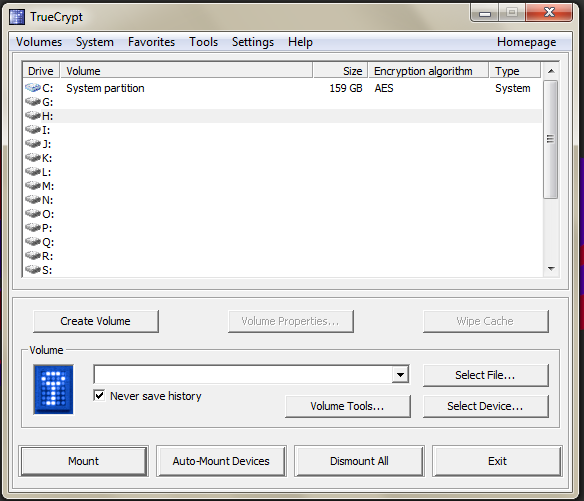 TrueCrypt
Volumes System Favorites Tools Settings Help Homepage
Drive Volume Size Encryption algorithm Type
C: System partition 159 GB AES System
G:
H:
I:
J:
K:
L:
M:
N:
O:
P:
Q:
R:
S:
Create Volume Volume Properties... Wipe Cache
Volume
Select File...
Never save history
Volume Tools... Select Device...
Mount Auto-Mount Devices Dismount All Exit